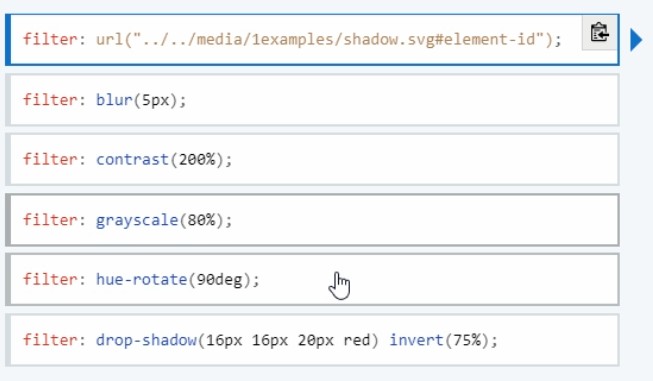 filter: url("../../media/1examples/shadow.svg#element-id");
filter: blur(5px);
filter: contrast(200%);
filter: grayscale(80%);
filter: hue-rotate(90deg);
filter: drop-shadow(16px 16px 20px red) invert(75%);